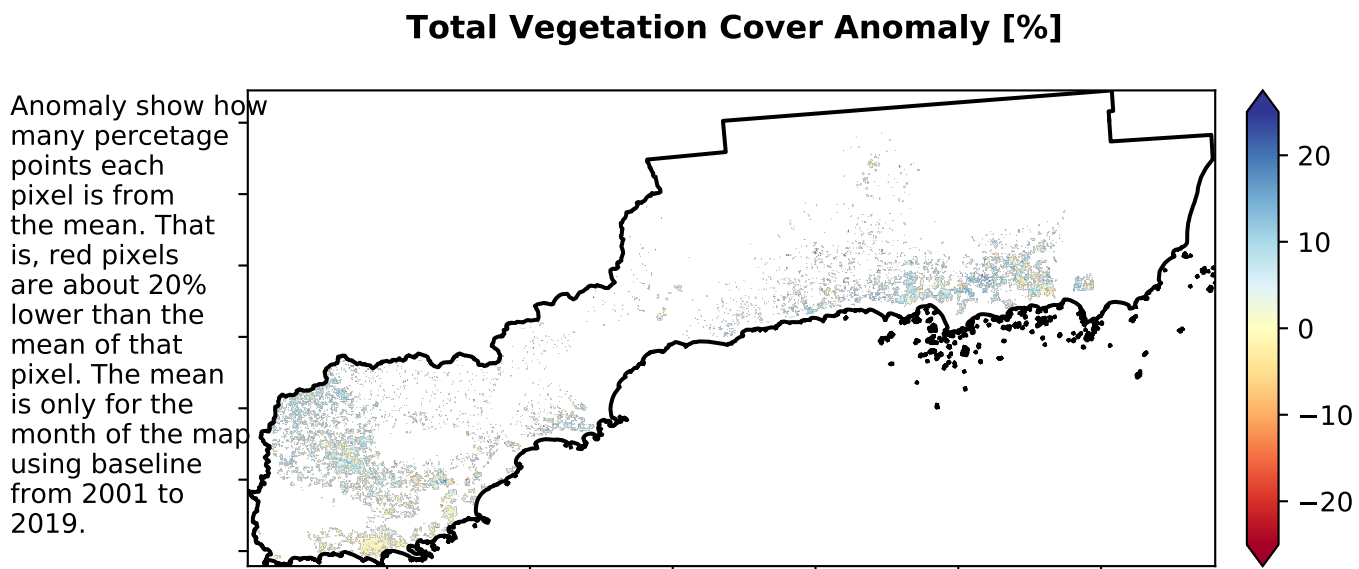 Total Vegetation Cover Anomaly [%]
Anomaly show how
many percetage
points each
pixel is from
the mean. That
is, red pixels
are about 20%
lower than the
mean of that
pixel. The mean
is only for the
month of the map
using baseline
from 2001 to
2019.
20
10
0
−10
−20